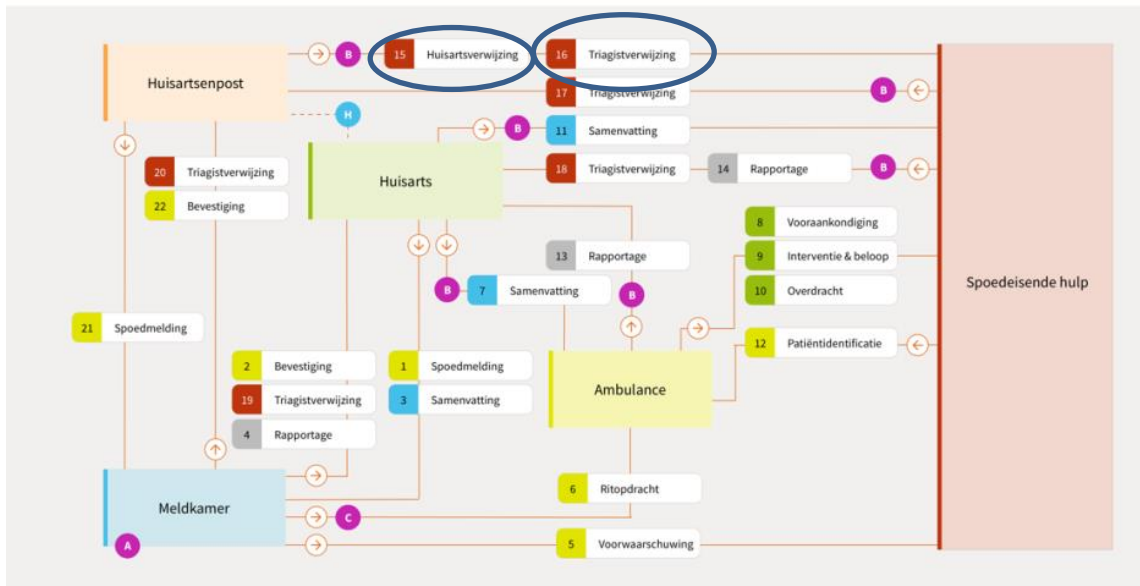 B 15 Huisartsverwijzing 16 Triagistverwijzing
Huisartsenpost
17 Triagistverwijzing B
H
B 11 Samenvatting
20 Triagistverwijzing
Huisarts
18 Triagistverwijzing 14 Rapportage B
22 Bevestiging
8 Vooraankondiging
13 Rapportage
9 Interventie & beloop
B 7 Samenvatting B
10 Overdracht
Spoedeisende hulp
21 Spoedmelding
12 Patiëntidentificatie
2 Bevestiging
1 Spoedmelding
Ambulance
19 Triagistverwijzing
3 Samenvatting
4 Rapportage
6 Ritopdracht
Meldkamer
C
A
5 Voorwaarschuwing